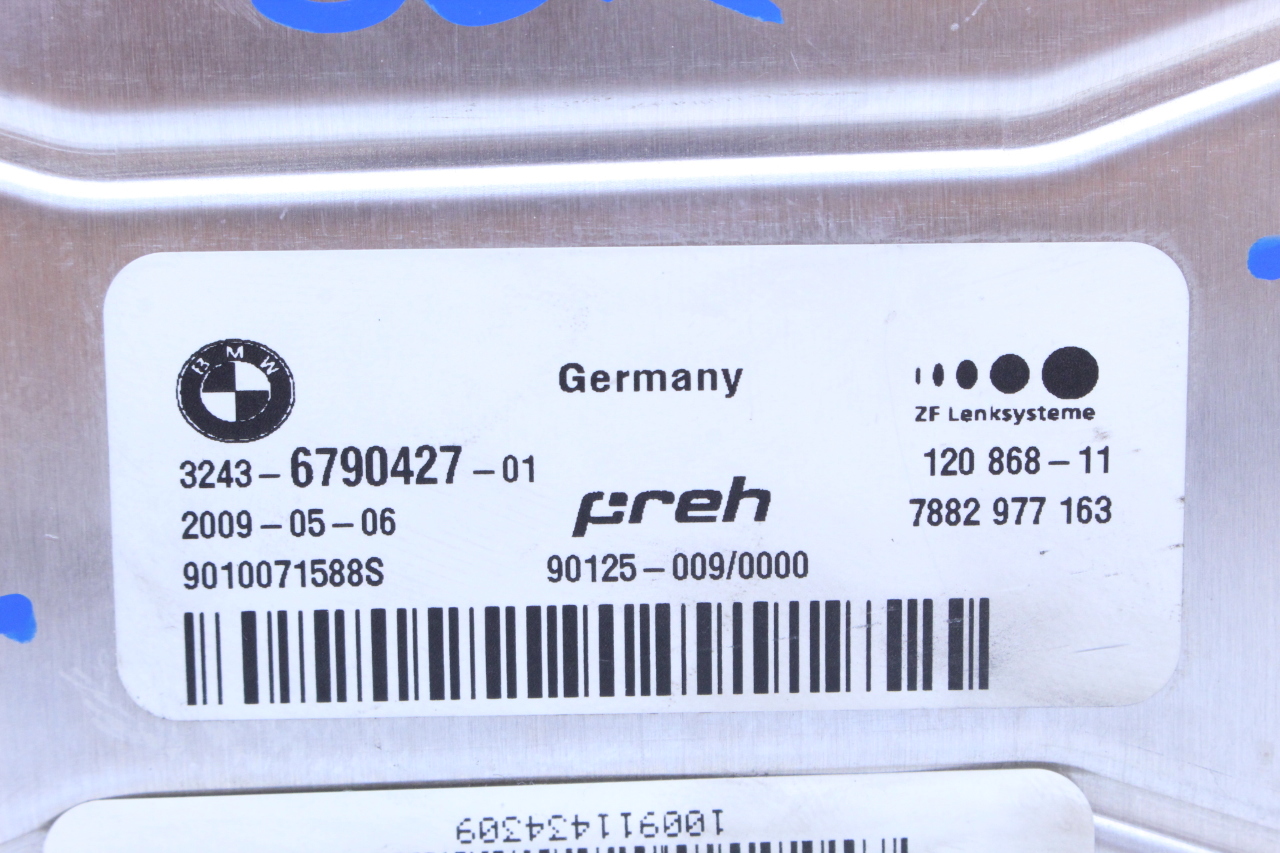 BMW
Germany
ZF Lenksysteme
3243 – 6790427 – 01
120 868 – 11
preh
2009 – 05 – 06
7882 977 163
9010071588S
90125 – 009/0000
100911434309